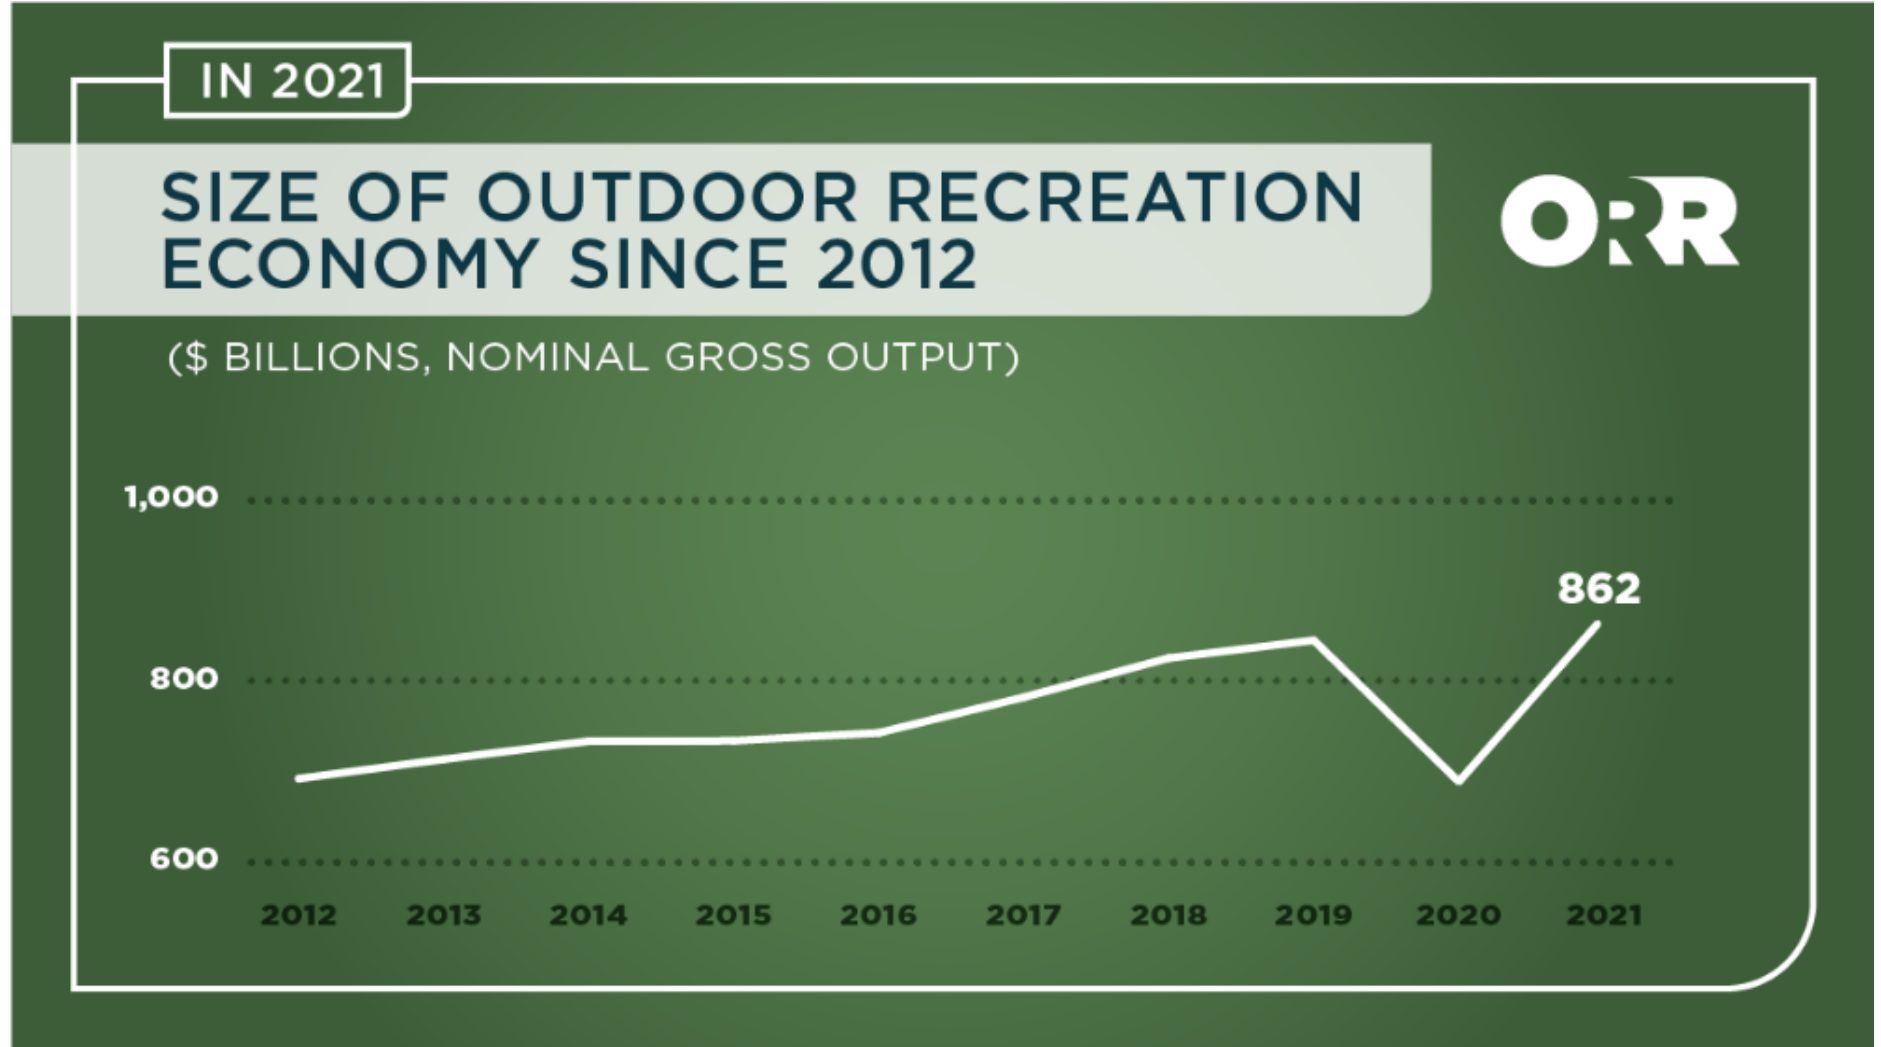 IN 2021
SIZE OF OUTDOOR RECREATION
ECONOMY SINCE 2012
ORR
($ BILLIONS, NOMINAL GROSS OUTPUT)
1,000
862
800
600
2012 2013 2014 2015 2016 2017 2018 2019 2020 2021